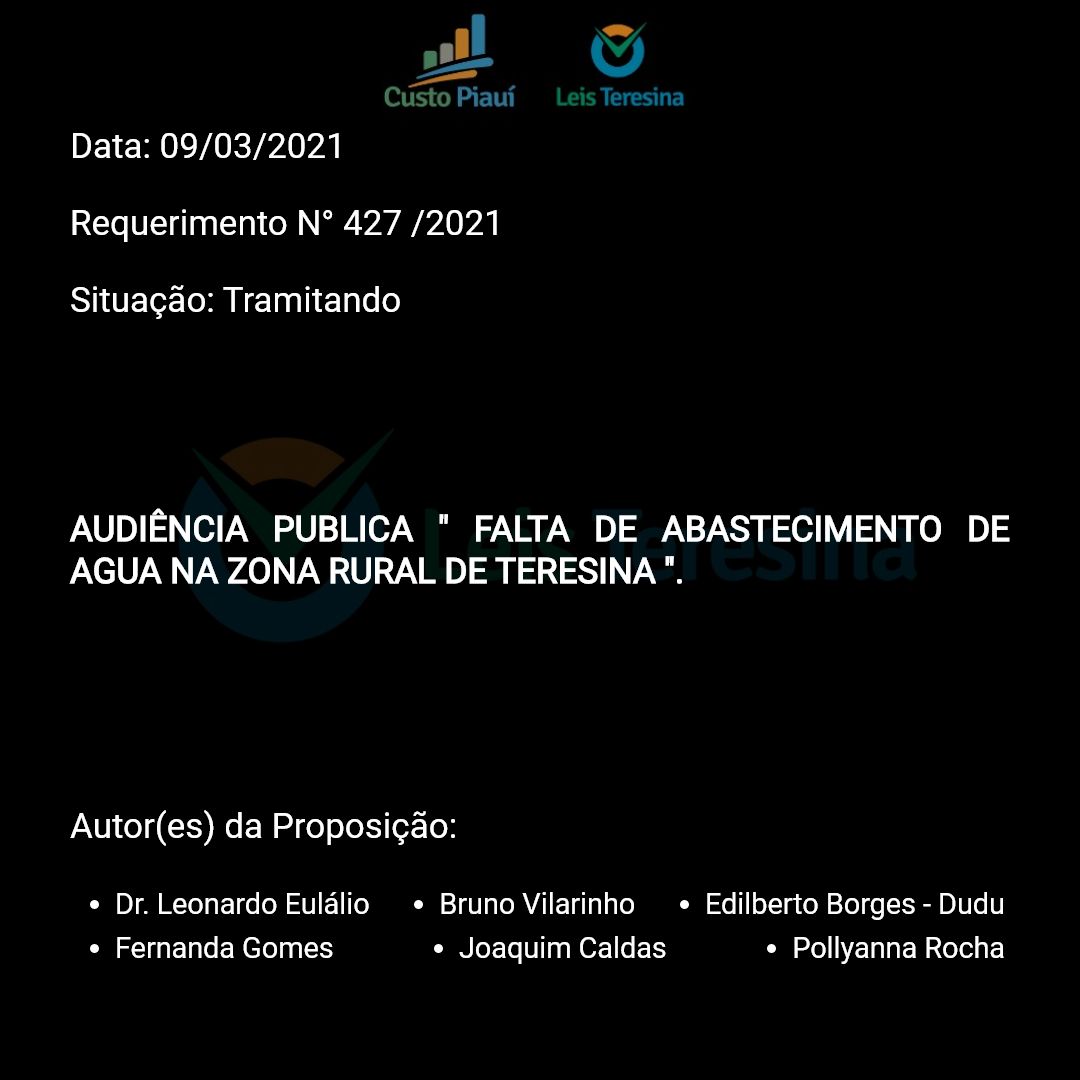 Custo Piauí Leis Teresina
Data: 09/03/2021
Requerimento N° 427 /2021
Situação: Tramitando
Leis Teresina
AUDIÊNCIA PUBLICA " FALTA DE ABASTECIMENTO DE
AGUA NA ZONA RURAL DE TERESINA ".
Autor(es) da Proposição:
• Dr. Leonardo Eulálio • Bruno Vilarinho • Edilberto Borges - Dudu
• Fernanda Gomes • Joaquim Caldas • Pollyanna Rocha